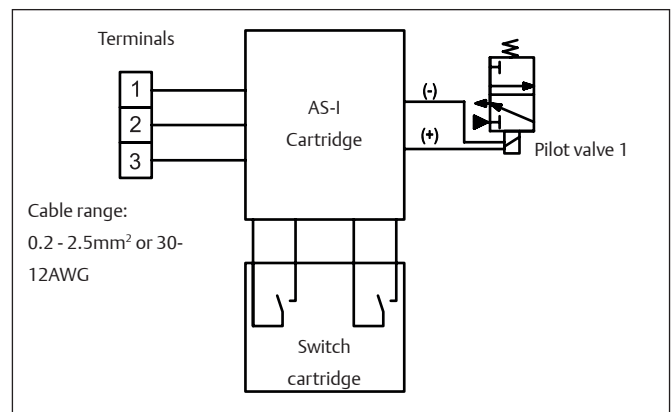 Terminals
1
2
3
AS-I
Cartridge
(-)
(+)
Pilot valve 1
Cable range:
0.2 - 2.5mm² or 30-
12AWG
Switch
cartridge